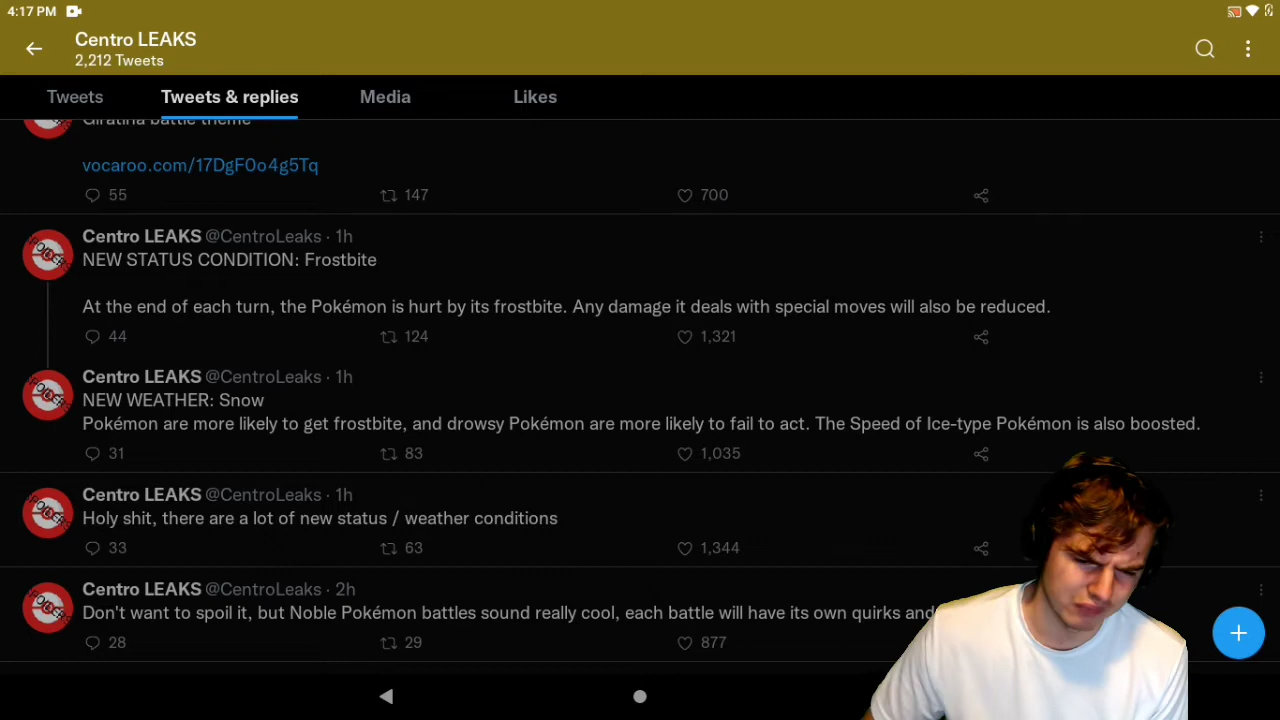 4:17 PM
Centro LEAKS
2,212 Tweets
Tweets
Tweets & replies
Media
Likes
Giratina battle theme
vocaroo.com/17DgF0o4g5Tq
55
147
700
Centro LEAKS @CentroLeaks · 1h
NEW STATUS CONDITION: Frostbite
At the end of each turn, the Pokémon is hurt by its frostbite. Any damage it deals with special moves will also be reduced.
44
124
1,321
Centro LEAKS @CentroLeaks · 1h
NEW WEATHER: Snow
Pokémon are more likely to get frostbite, and drowsy Pokémon are more likely to fail to act. The Speed of Ice-type Pokémon is also boosted.
31
83
1,035
Centro LEAKS @CentroLeaks · 1h
Holy shit, there are a lot of new status / weather conditions
33
63
1,344
Centro LEAKS @CentroLeaks · 2h
Don't want to spoil it, but Noble Pokémon battles sound really cool, each battle will have its own quirks and
28
29
877